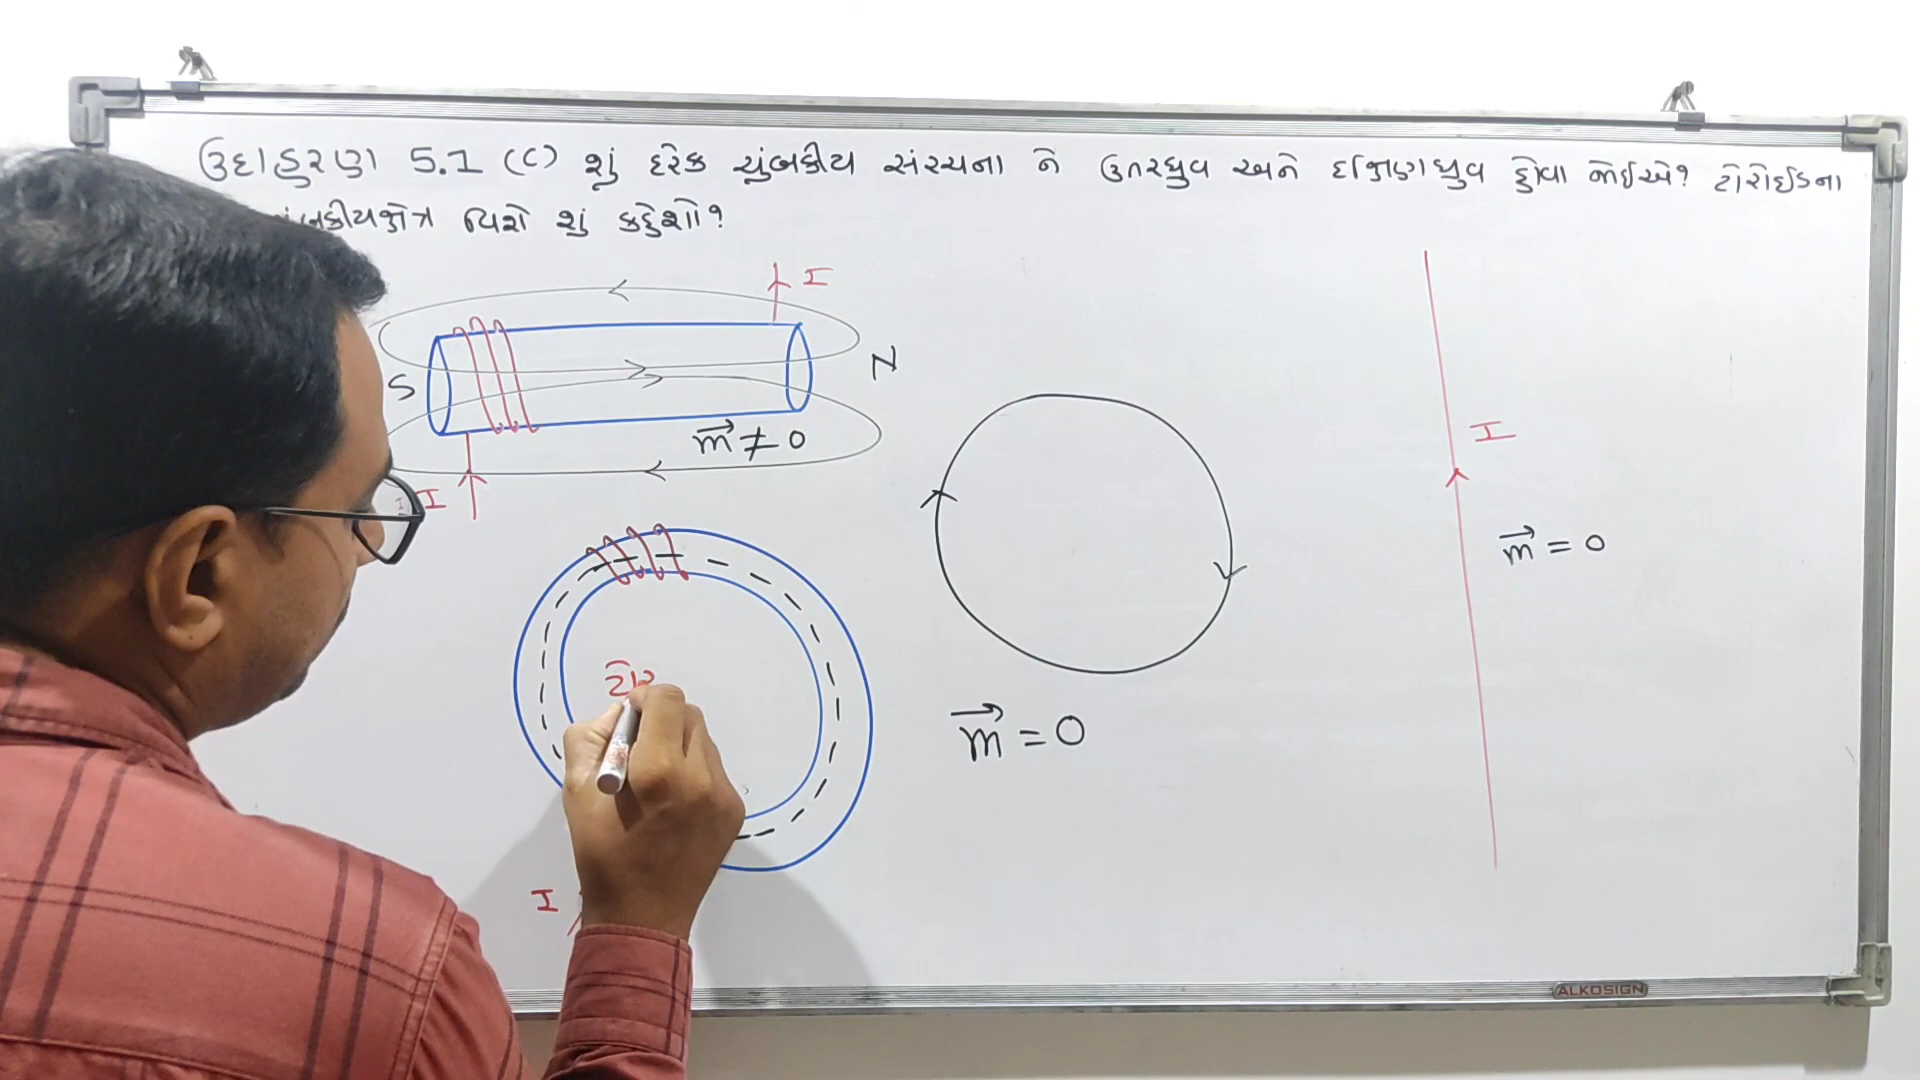 ઉદાહરણ 5.1 (C) શું દરેક ચુંબકીય સંરચના ને ઉત્તરધ્રુવ અને દક્ષિણધ્રુવ હોવા જોઈએ? ટોરોઈડના
ચુંબકીયક્ષેત્ર વિશે શું કહેશો?
I
S
N
m⃗ ≠ 0
I
I
m⃗ = 0
m⃗ = 0
I
ALKOSIGN